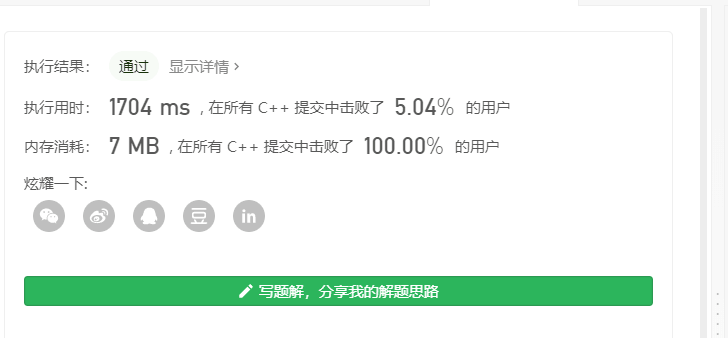 执行结果： 通过 显示详情 >
执行用时： 1704 ms , 在所有 C++ 提交中击败了 5.04% 的用户
内存消耗： 7 MB , 在所有 C++ 提交中击败了 100.00% 的用户
炫耀一下:
豆 in
写题解，分享我的解题思路